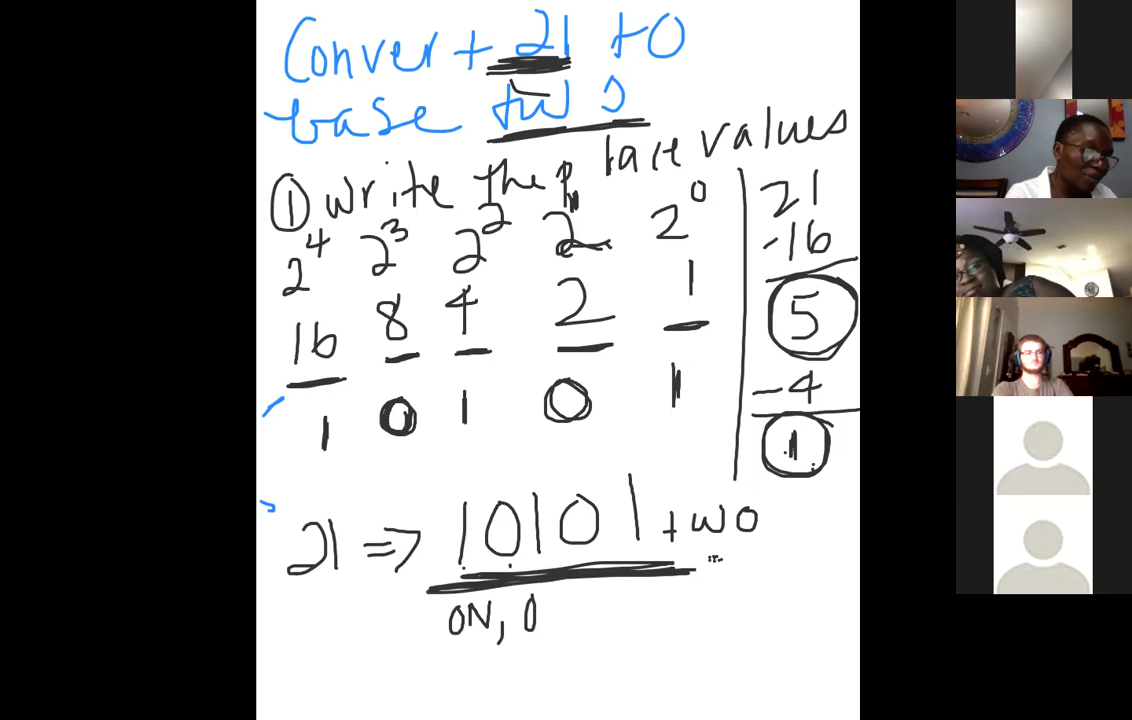 Convert 21 to
base two
① Write the place values
2⁴ 2³ 2² 2 2⁰
16 8 4 2 1
1 0 1 0 1
21
-16
5
-4
1
21 => 10101 two
ON, 0